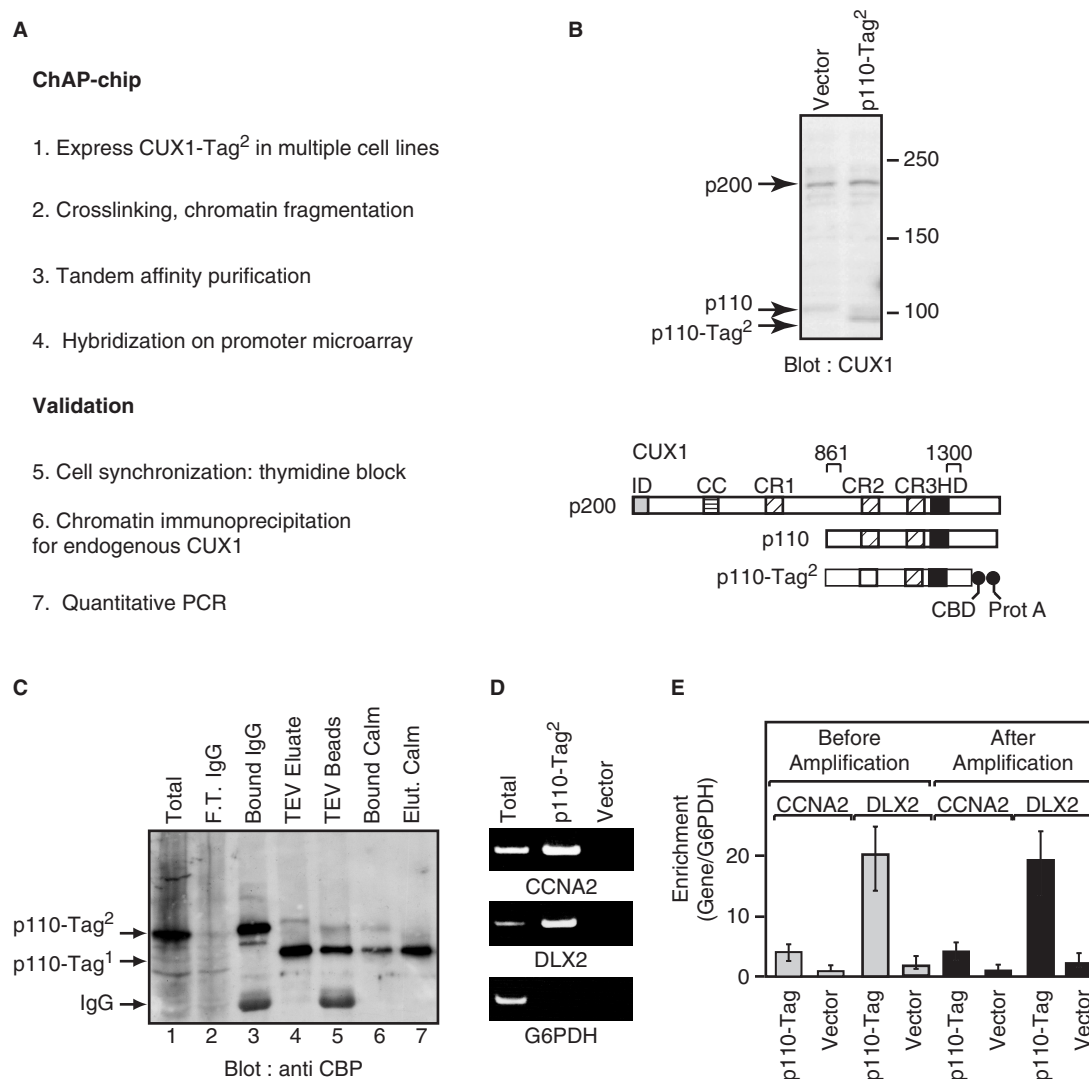 A
ChAP-chip
1. Express CUX1-Tag2 in multiple cell lines
2. Crosslinking, chromatin fragmentation
3. Tandem affinity purification
4. Hybridization on promoter microarray
Validation
5. Cell synchronization: thymidine block
6. Chromatin immunoprecipitation
for endogenous CUX1
7. Quantitative PCR
B
Vector
p110-Tag2
p200
p110
p110-Tag2
250
150
100
Blot : CUX1
CUX1
861
1300
ID
CC
CR1
CR2
CR3HD
p200
p110
p110-Tag2
CBD
Prot A
C
Total
F.T. IgG
Bound IgG
TEV Eluate
TEV Beads
Bound Calm
Elut. Calm
p110-Tag2
p110-Tag1
IgG
1 2 3 4 5 6 7
Blot : anti CBP
D
Total
p110-Tag2
Vector
CCNA2
DLX2
G6PDH
E
Before
Amplification
After
Amplification
CCNA2
DLX2
CCNA2
DLX2
Enrichment
(Gene/G6PDH)
20
10
0
p110-Tag
Vector
p110-Tag
Vector
p110-Tag
Vector
p110-Tag
Vector